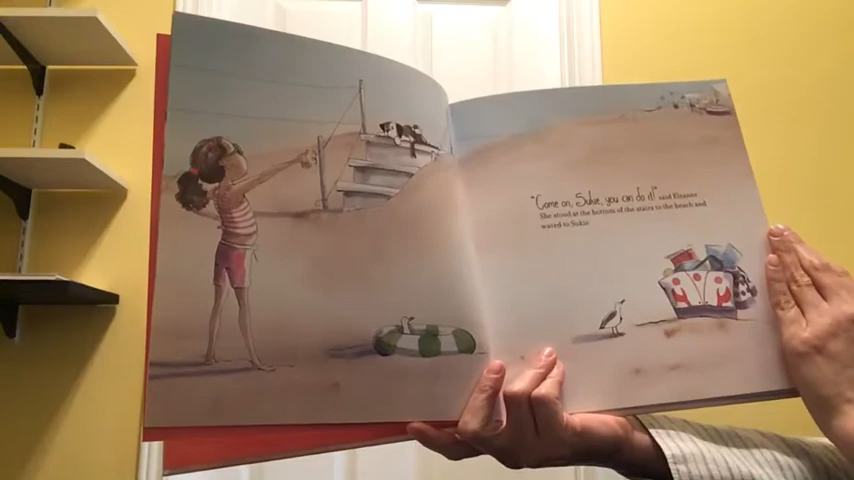 "Come on, Sukie, you can do it!" said Eleanor
She stood at the bottom of the stairs to the beach and
waved to Sukie